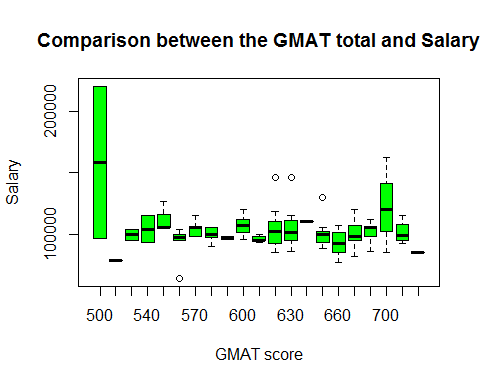 Comparison between the GMAT total and Salary
200000
100000
Salary
500 540 570 600 630 660 700
GMAT score